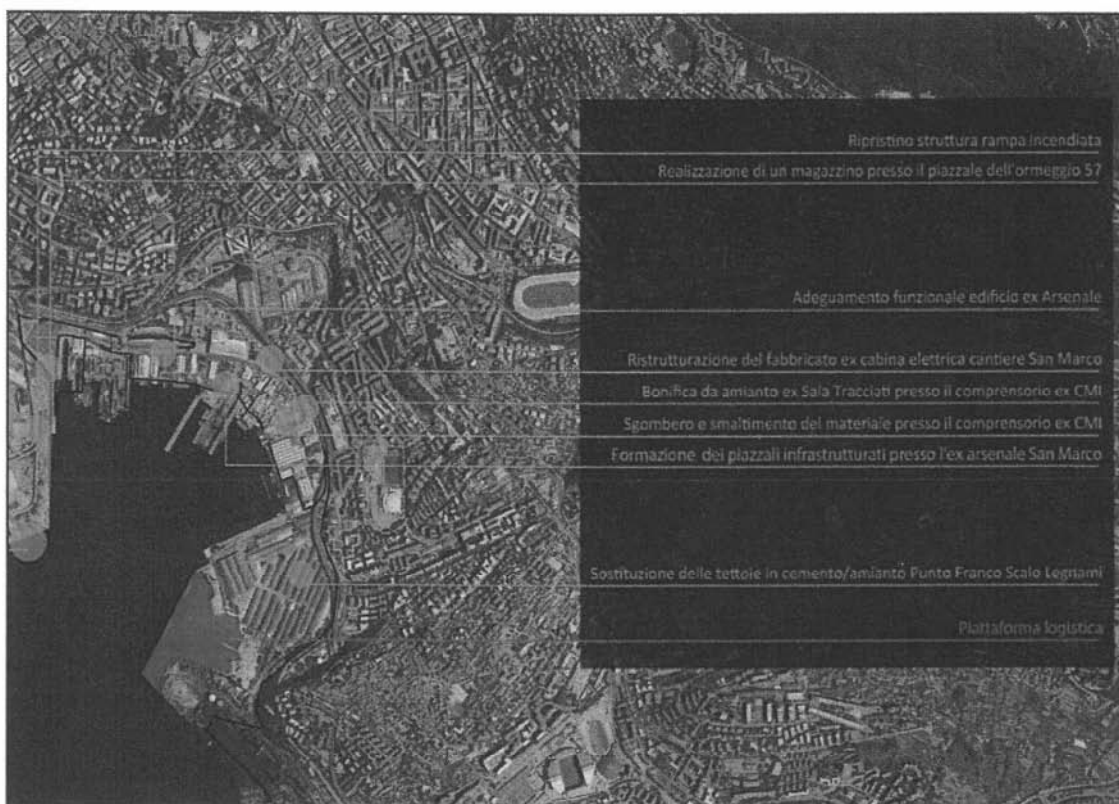 Ripristino struttura rampa incendiata
Realizzazione di un magazzino presso il piazzale dell'ormeggio 57
Adeguamento funzionale edificio ex Arsenale
Ristrutturazione del fabbricato ex cabina elettrica cantiere San Marco
Bonifica da amianto ex Sala Tracciati presso il comprensorio ex CMI
Sgombero e smaltimento del materiale presso il comprensorio ex CMI
Formazione dei piazzali infrastrutturati presso l'ex arsenale San Marco
Sostituzione delle tettoie in cemento/amianto Punto Franco Scalo Legnami
Piattaforma logistica